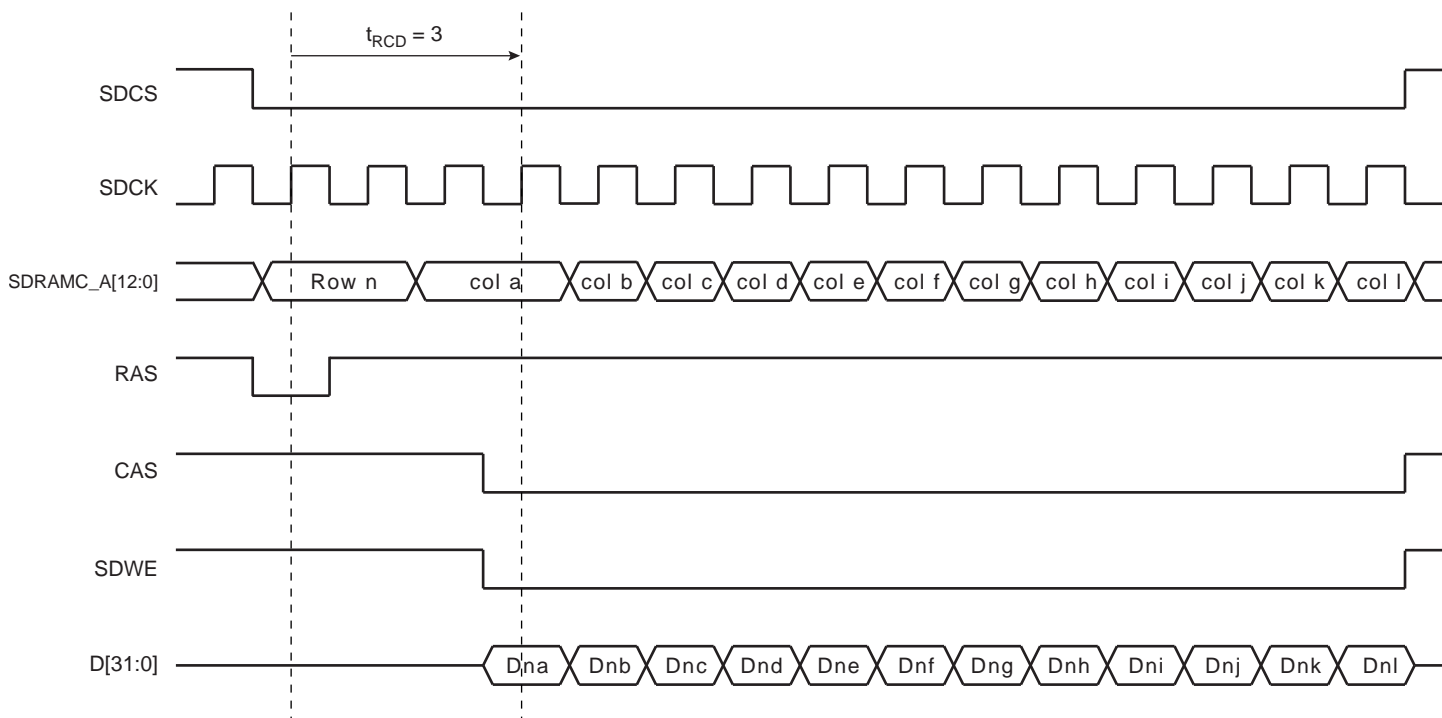 tRCD = 3
SDCS
SDCK
SDRAMC_A[12:0] Row n col a col b col c col d col e col f col g col h col i col j col k col l
RAS
CAS
SDWE
D[31:0] Dna Dnb Dnc Dnd Dne Dnf Dng Dnh Dni Dnj Dnk Dnl